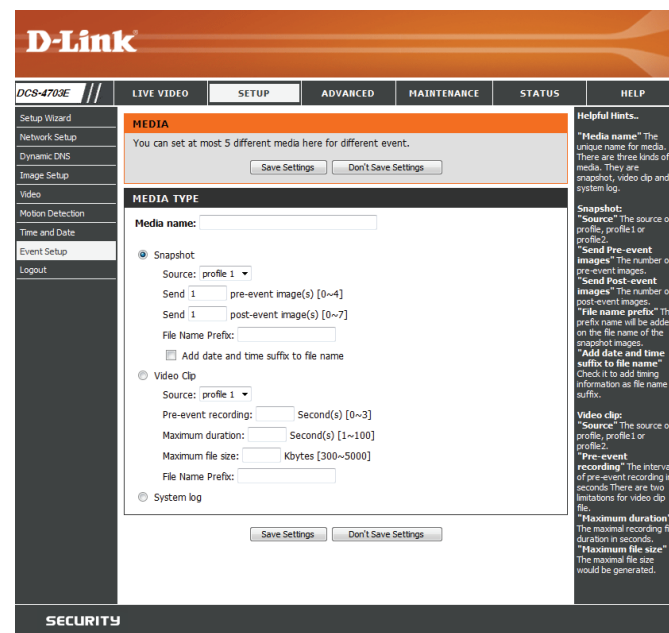 D-Link
DCS-4703E
LIVE VIDEO
SETUP
ADVANCED
MAINTENANCE
STATUS
HELP
Setup Wizard
Network Setup
Dynamic DNS
Image Setup
Video
Motion Detection
Time and Date
Event Setup
Logout
MEDIA
You can set at most 5 different media here for different event.
Save Settings
Don't Save Settings
MEDIA TYPE
Media name:
Snapshot
Source: profile 1
Send 1 pre-event image(s) [0~4]
Send 1 post-event image(s) [0~7]
File Name Prefix:
Add date and time suffix to file name
Video Clip
Source: profile 1
Pre-event recording: Second(s) [0~3]
Maximum duration: Second(s) [1~100]
Maximum file size: Kbytes [300~5000]
File Name Prefix:
System log
Save Settings
Don't Save Settings
Helpful Hints..
"Media name" The
unique name for media.
There are three kinds of
media. They are
snapshot, video clip and
system log.
Snapshot:
"Source" The source o
profile, profile1 or
profile2.
"Send Pre-event
images" The number o
pre-event images.
"Send Post-event
images" The number o
post-event images.
"File name prefix" Th
prefix name will be adde
on the file name of the
snapshot images.
"Add date and time
suffix to file name"
Check it to add timing
information as file name
suffix.
Video clip:
"Source" The source o
profile, profile1 or
profile2.
"Pre-event
recording" The interva
of pre-event recording i
seconds There are two
limitations for video clip
file.
"Maximum duration"
The maximal recording fi
duration in seconds.
"Maximum file size"
The maximal file size
would be generated.
SECURITY